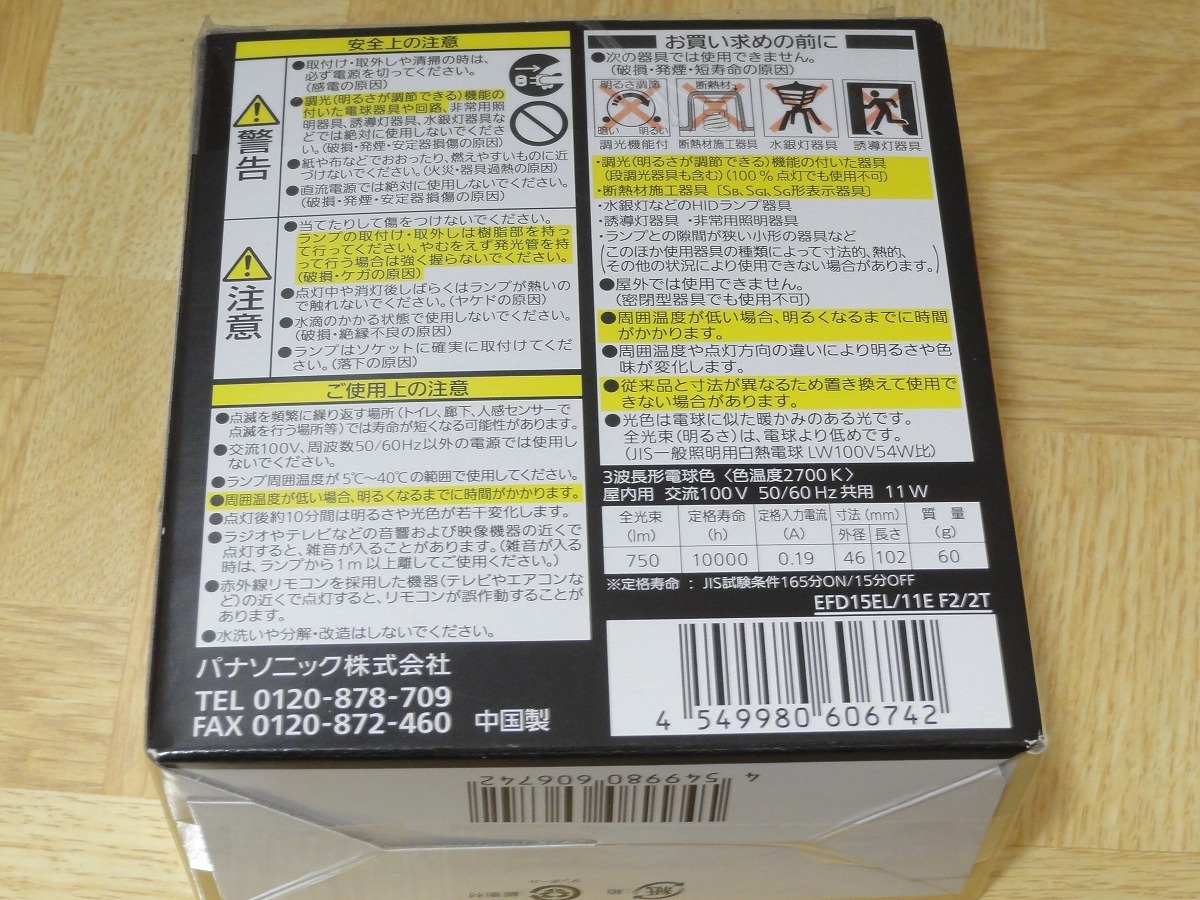 安全上の注意
警告
●取付け・取外しや清掃の時は、
必ず電源を切ってください。
(感電の原因)
●調光(明るさが調節できる)機能の
付いた電球器具や回路、非常用照
明器具、誘導灯器具、水銀灯器具な
どでは絶対に使用しないでくださ
い。(破損・発煙・安定器損傷の原因)
●紙や布などでおおったり、燃えやすいものに近
づけないでください。(火災・器具過熱の原因)
●直流電源では絶対に使用しないでください。
(破損・発煙・安定器損傷の原因)
注意
●当てたりして傷をつけないでください。
ランプの取付け・取外しは樹脂部を持っ
て行ってください。やむをえず発光管を持
って行う場合は強く握らないでください。
(破損・ケガの原因)
●点灯中や消灯後しばらくはランプが熱いの
で触れないでください。(ヤケドの原因)
●水滴のかかる状態で使用しないでください。
(破損・絶縁不良の原因)
●ランプはソケットに確実に取付けてくだ
さい。(落下の原因)
ご使用上の注意
●点滅を頻繁に繰り返す場所(トイレ、廊下、人感センサーで
点滅を行う場所等)では寿命が短くなる可能性があります。
●交流100V、周波数50/60Hz以外の電源では使用し
ないでください。
●ランプ周囲温度が5℃〜40℃の範囲で使用してください。
●周囲温度が低い場合、明るくなるまでに時間がかかります。
●点灯後約10分間は明るさや光色が若干変化します。
●ラジオやテレビなどの音響および映像機器の近くで
点灯すると、雑音が入ることがあります。(雑音が入る
時は、ランプから1m以上離してご使用ください。)
●赤外線リモコンを採用した機器(テレビやエアコンな
ど)の近くで点灯すると、リモコンが誤作動することが
あります。
●水洗いや分解・改造はしないでください。
パナソニック株式会社
TEL 0120-878-709
FAX 0120-872-460 中国製
お買い求めの前に
●次の器具では使用できません。
(破損・発煙・短寿命の原因)
明るさ調節
暗い 明るい
断熱材
調光機能付 断熱材施工器具 水銀灯器具 誘導灯器具
・調光(明るさが調節できる)機能の付いた器具
(段調光器具も含む)(100%点灯でも使用不可)
・断熱材施工器具 [SB、SGI、SG形表示器具]
・水銀灯などのHIDランプ器具
・誘導灯器具 ・非常用照明器具
・ランプとの隙間が狭い小形の器具など
(このほか使用器具の種類によって寸法的、熱的、
その他の状況により使用できない場合があります。)
●屋外では使用できません。
(密閉型器具でも使用不可)
●周囲温度が低い場合、明るくなるまでに時間
がかかります。
●周囲温度や点灯方向の違いにより明るさや色
味が変化します。
●従来品と寸法が異なるため置き換えて使用で
きない場合があります。
●光色は電球に似た暖かみのある光です。
全光束(明るさ)は、電球より低めです。
(JIS一般照明用白熱電球 LW100V54W比)
3波長形電球色 〈色温度2700K〉
屋内用 交流100V 50/60Hz共用 11W
全光束 定格寿命 定格入力電流 寸法(mm) 質量
(lm) (h) (A) 外径 長さ (g)
750 10000 0.19 46 102 60
※定格寿命:JIS試験条件165分ON/15分OFF
EFD15EL/11E F2/2T
4 549980 606742
4 549980 606742
ダンボール
紙 :箱